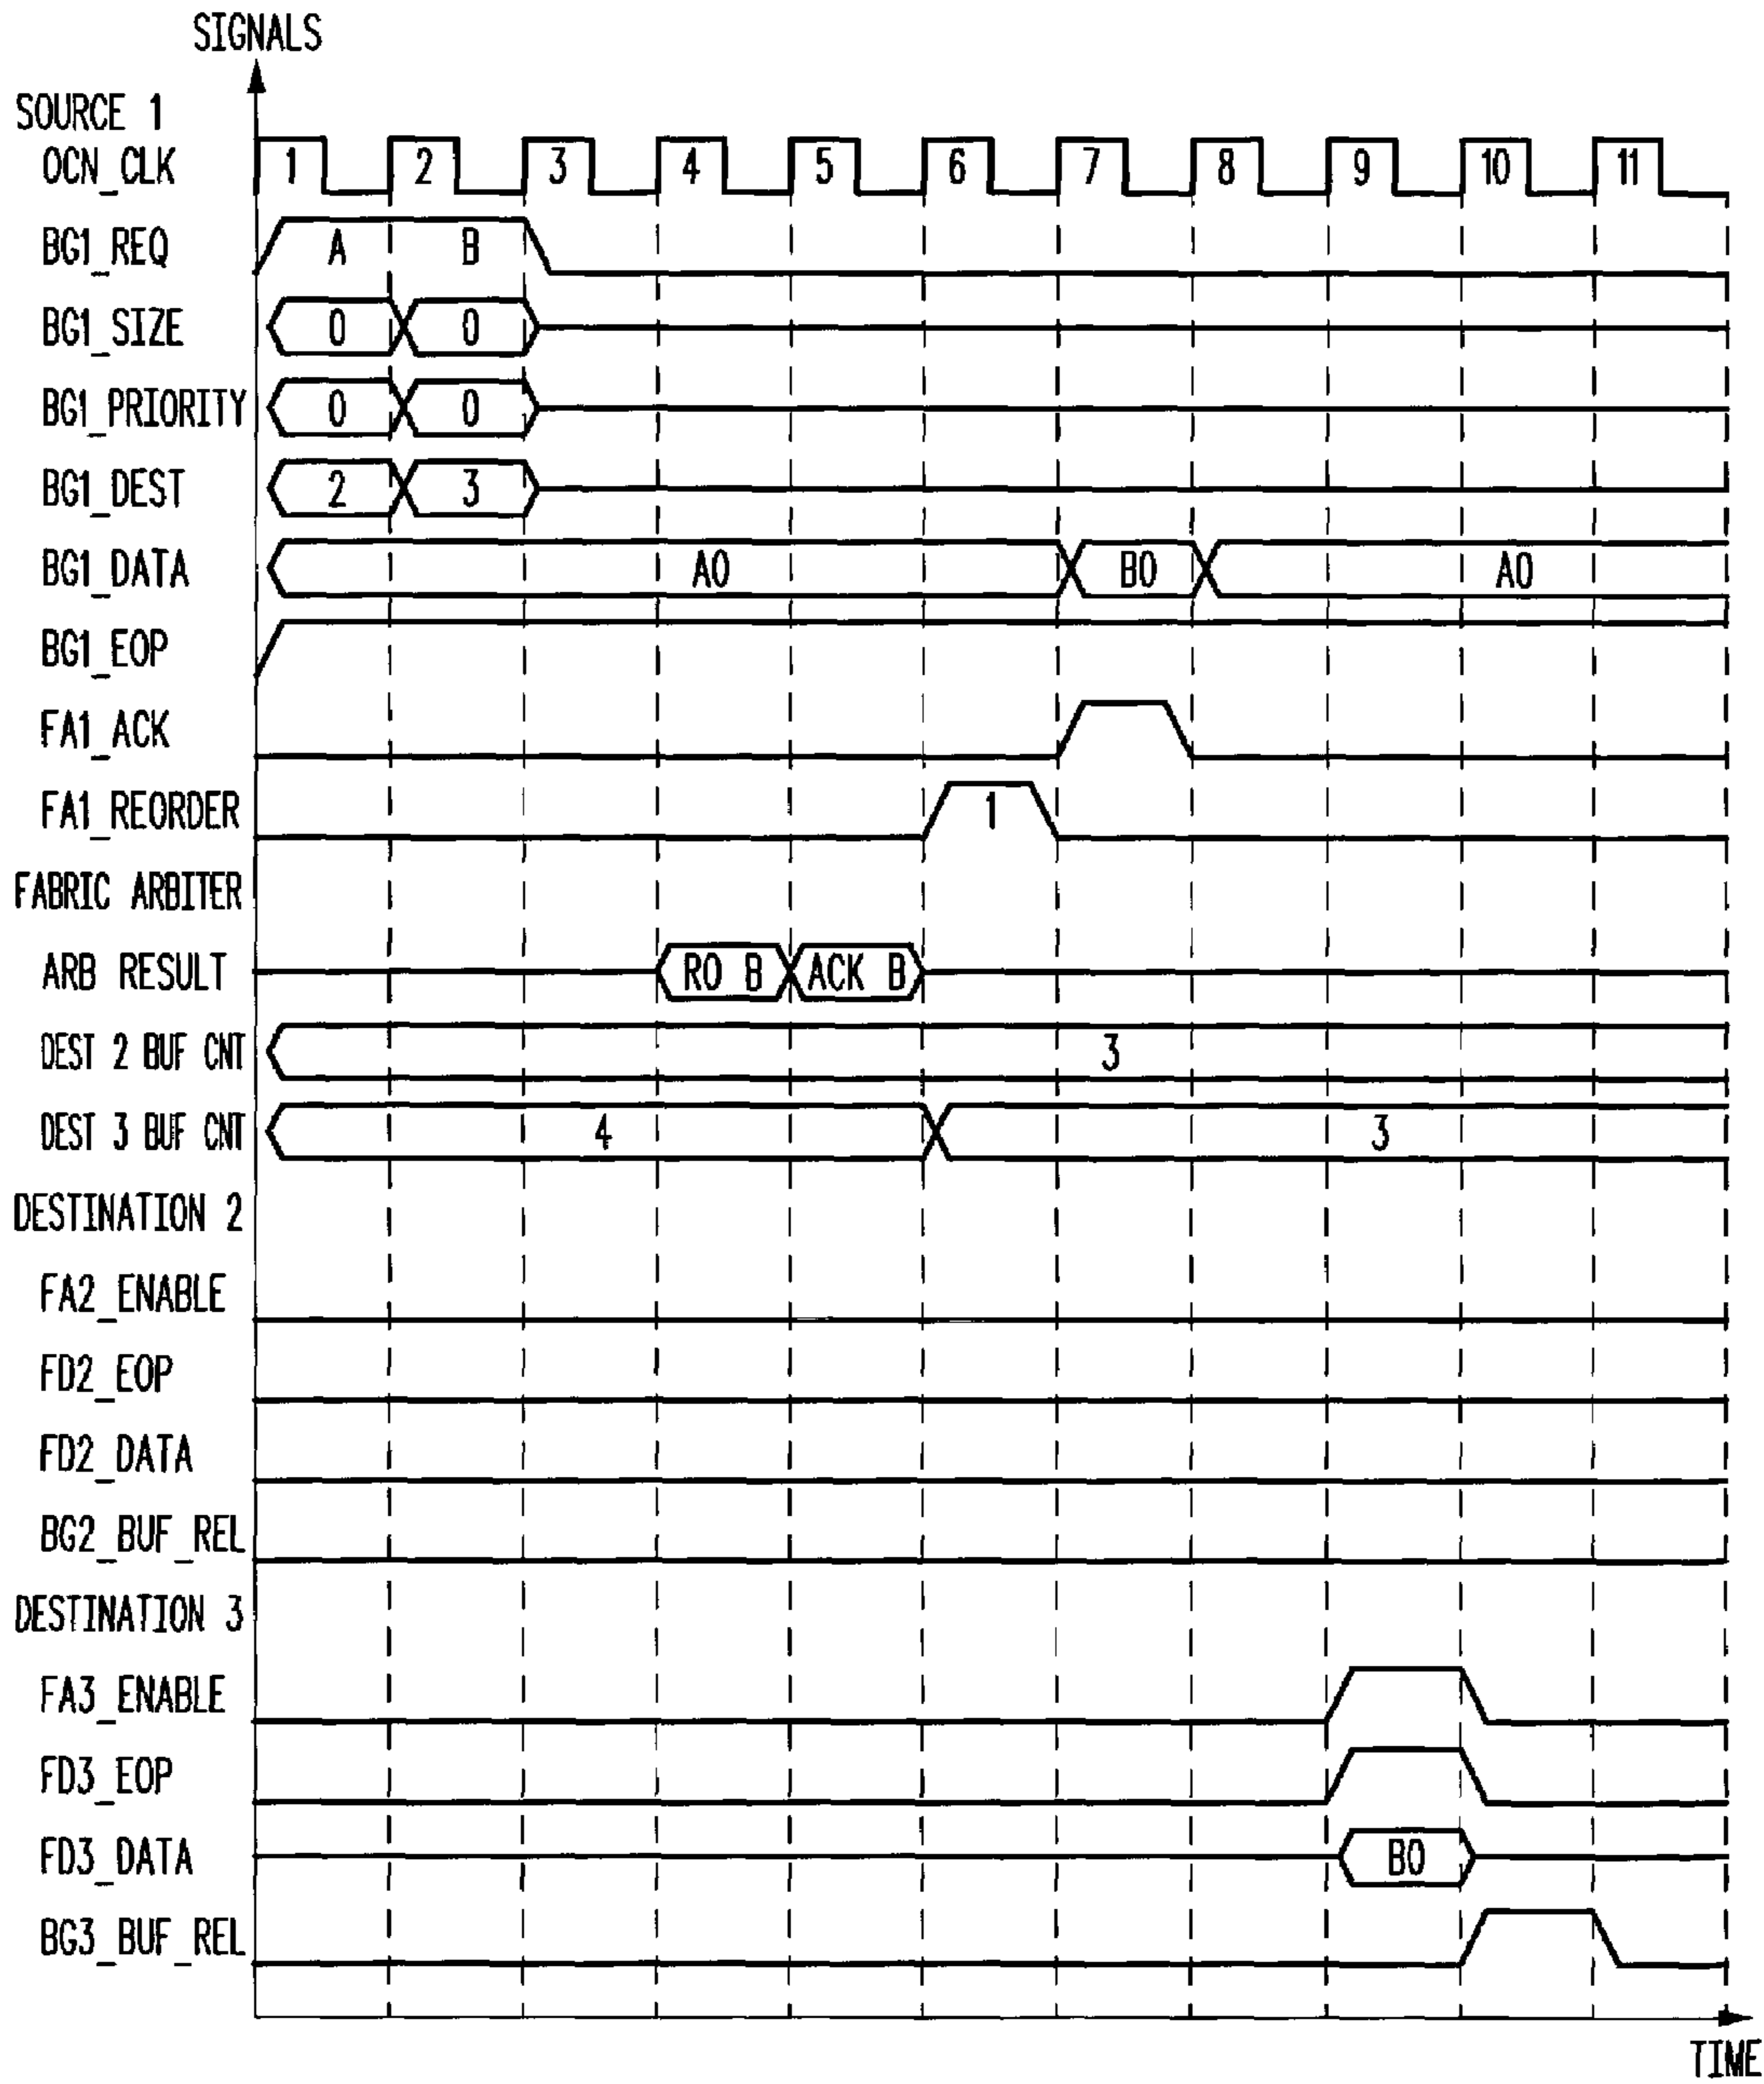 SIGNALS
SOURCE 1
OCN_CLK 1 2 3 4 5 6 7 8 9 10 11
BG1_REQ A B
BG1_SIZE 0 0
BG1_PRIORITY 0 0
BG1_DEST 2 3
BG1_DATA A0 B0 A0
BG1_EOP
FA1_ACK
FA1_REORDER 1
FABRIC ARBITER
ARB RESULT RO B ACK B
DEST 2 BUF CNT 3
DEST 3 BUF CNT 4 3
DESTINATION 2
FA2_ENABLE
FD2_EOP
FD2_DATA
BG2_BUF_REL
DESTINATION 3
FA3_ENABLE
FD3_EOP
FD3_DATA B0
BG3_BUF_REL
TIME